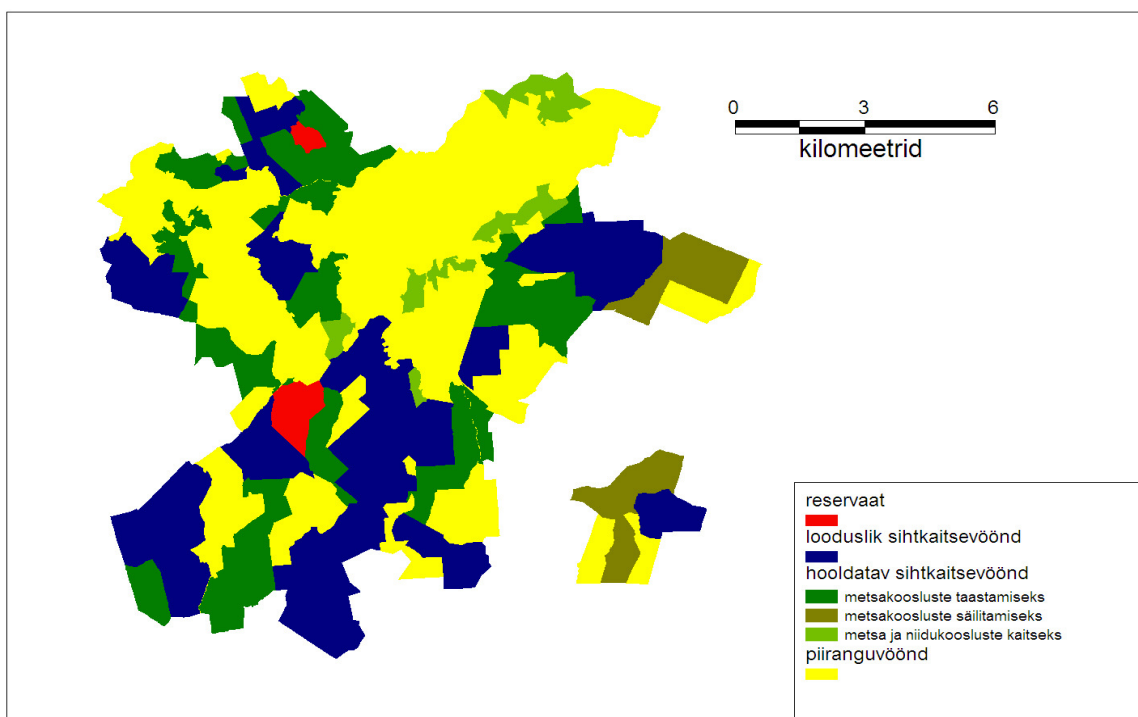 0 3 6
kilomeetrid
reservaat
looduslik sihtkaitsevöönd
hooldatav sihtkaitsevöönd
metsakoosluste taastamiseks
metsakoosluste säilitamiseks
metsa ja niidukoosluste kaitseks
piiranguvöönd